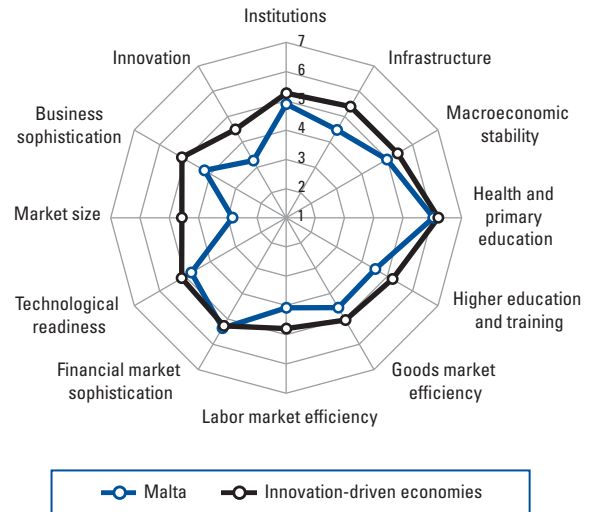 Institutions
7
Innovation
Infrastructure
6
5
Business
sophistication
Macroeconomic
stability
4
3
2
Market size
1
Health and
primary
education
Technological
readiness
Higher education
and training
Financial market
sophistication
Goods market
efficiency
Labor market efficiency
Malta
Innovation-driven economies